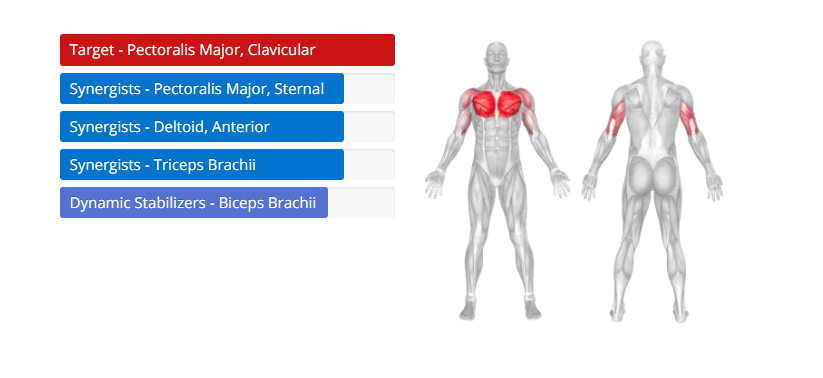 Target - Pectoralis Major, Clavicular
Synergists - Pectoralis Major, Sternal
Synergists - Deltoid, Anterior
Synergists - Triceps Brachii
Dynamic Stabilizers - Biceps Brachii